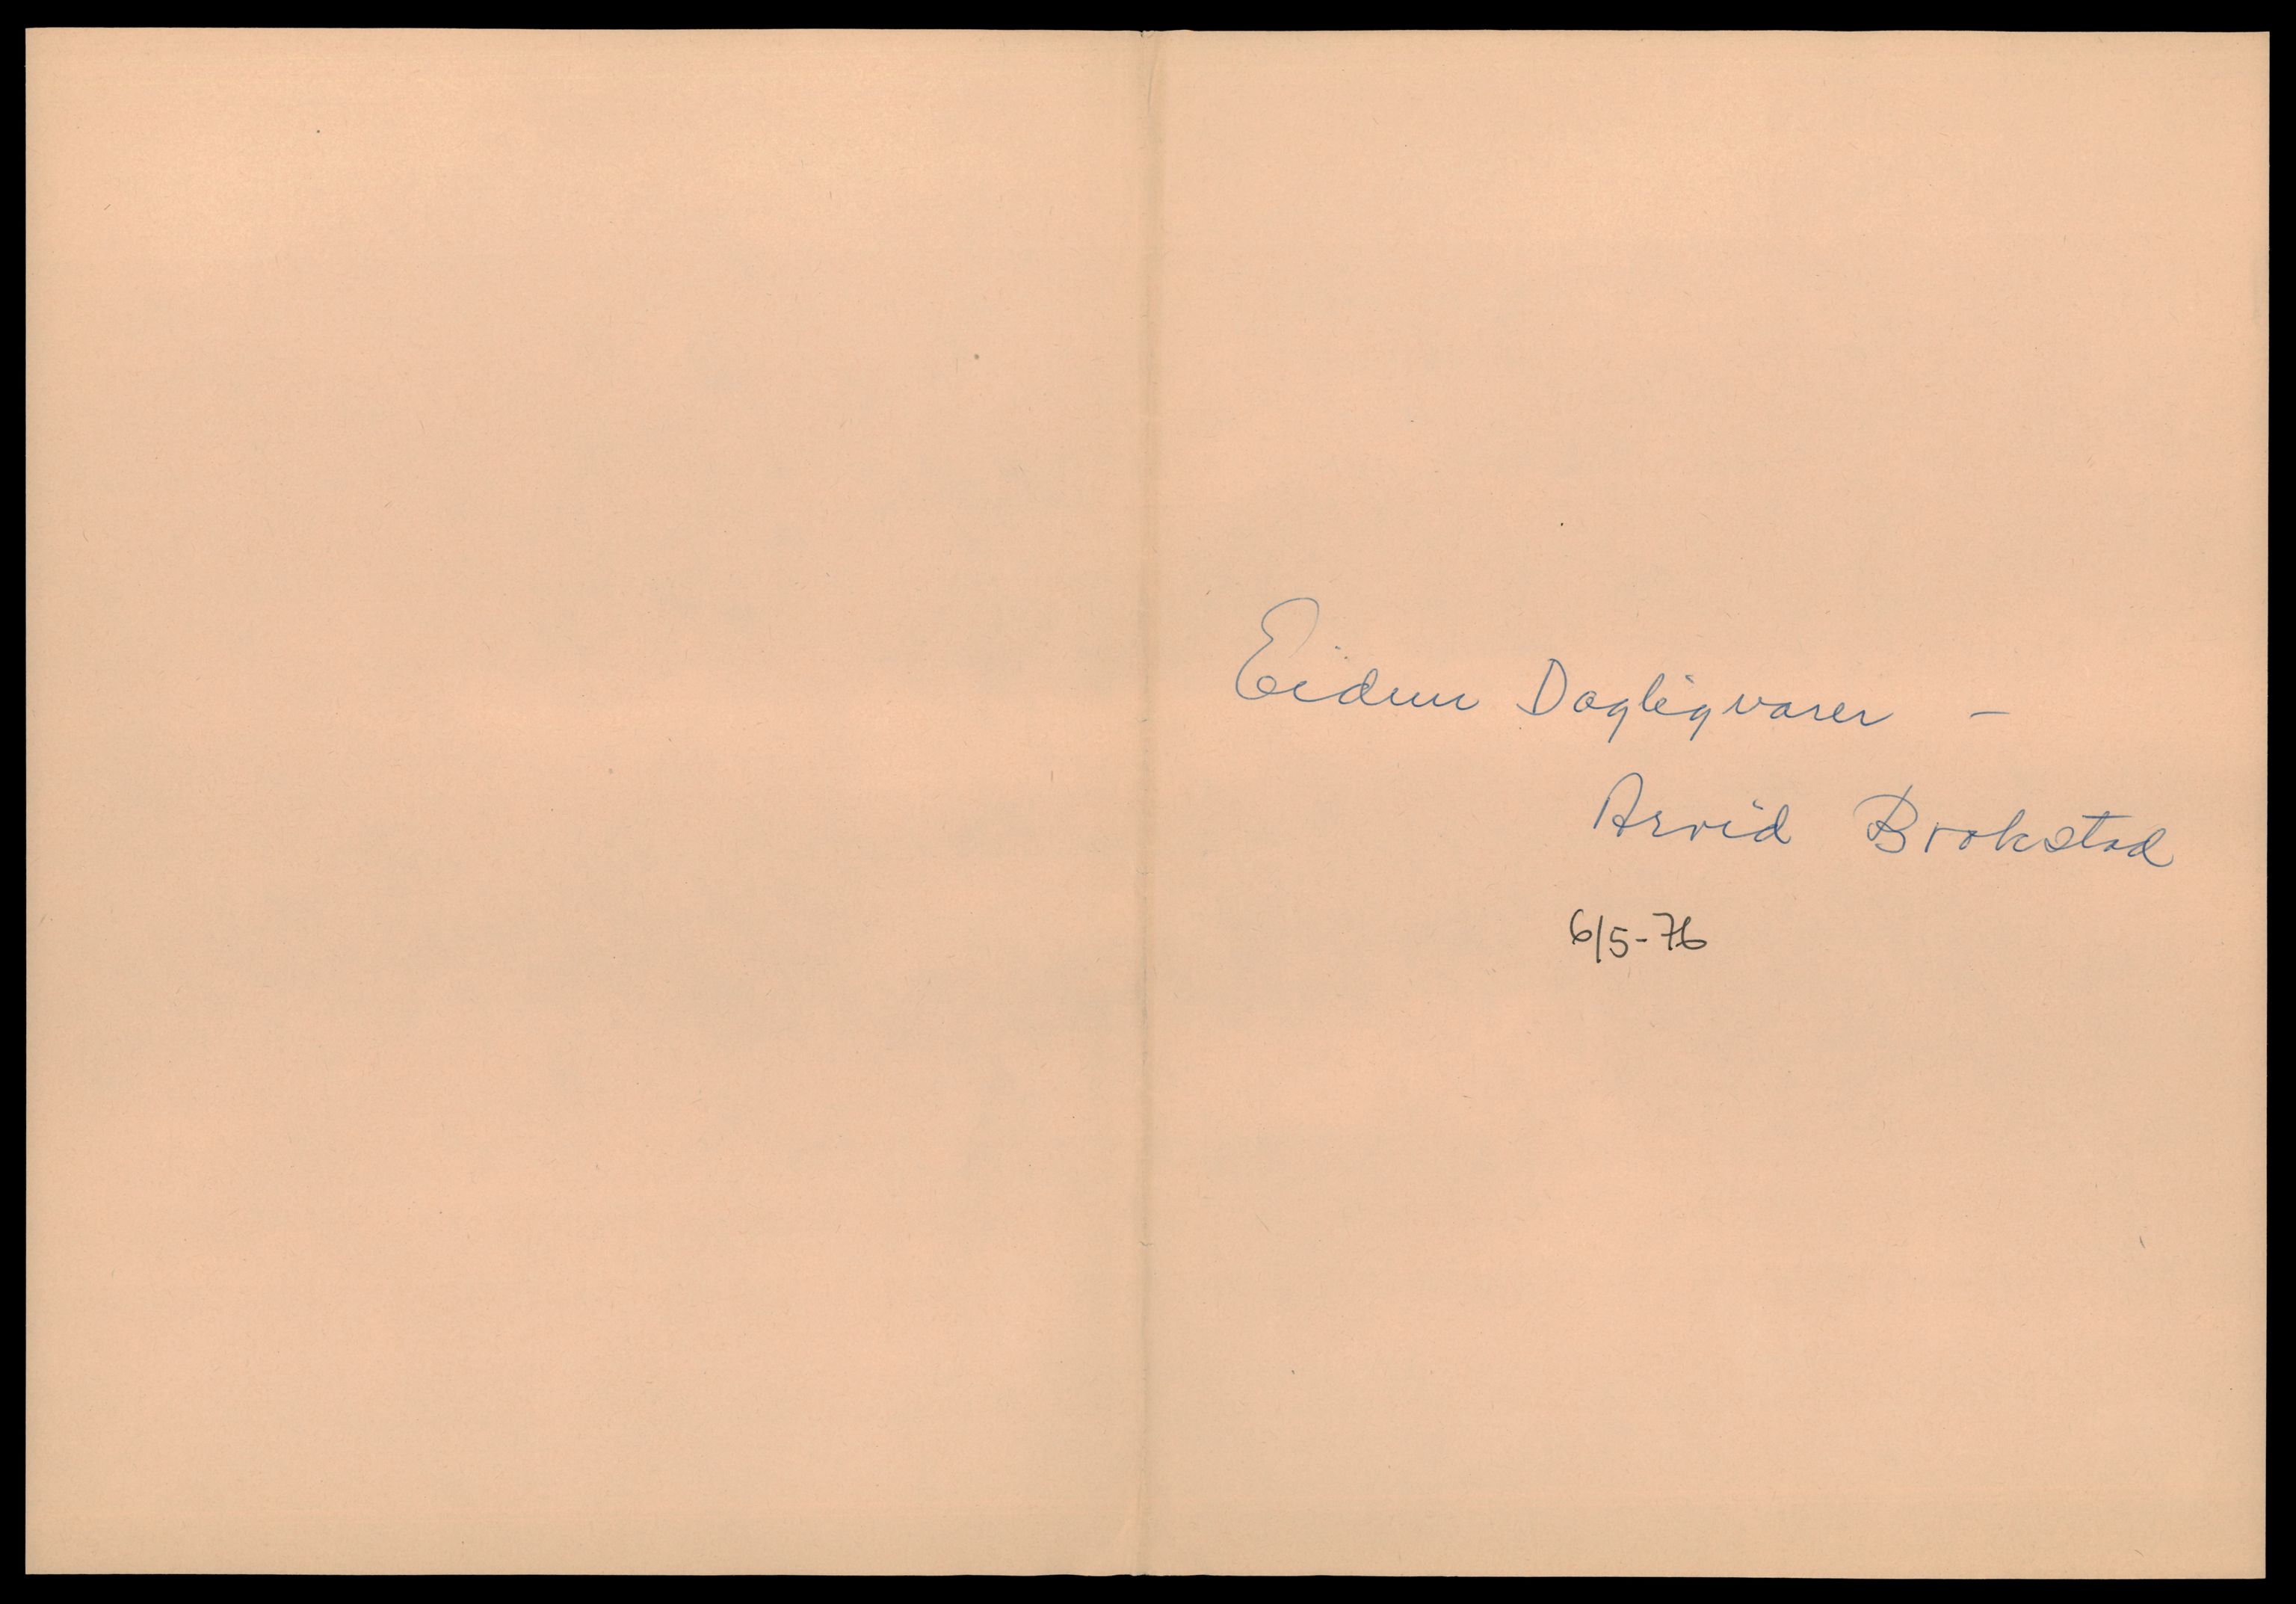 Eidum Dagligvarer -
Arvid Brokstad
6/5-76